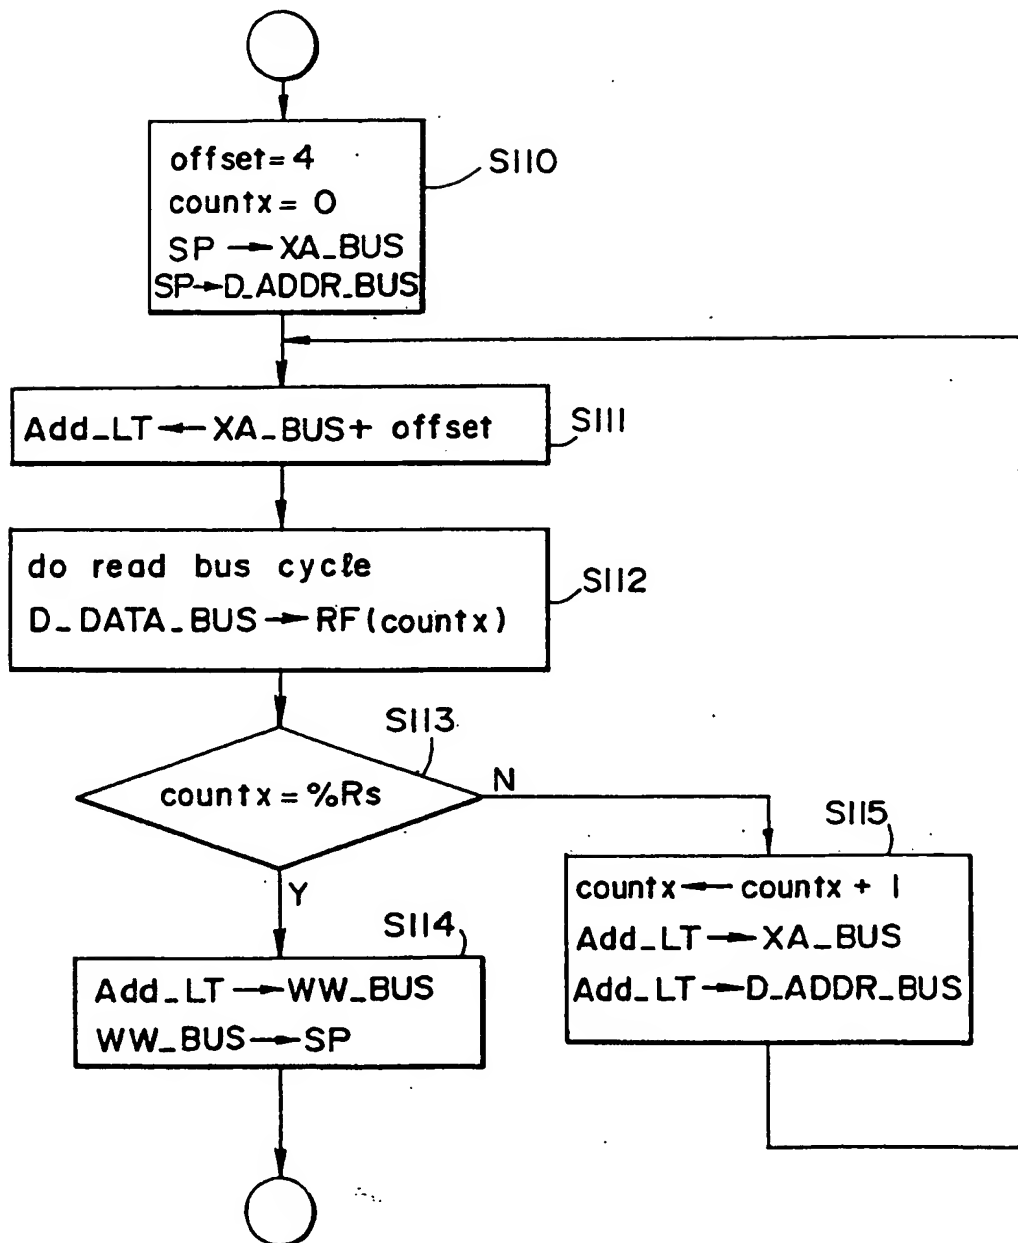 offset=4
countx=0
SP→XA_BUS
SP→D_ADDR_BUS
S110
Add_LT←XA_BUS+ offset
S111
do read bus cycle
D_DATA_BUS→RF(countx)
S112
S113
countx=%Rs
N
Y
S115
countx←countx + 1
Add_LT→XA_BUS
Add_LT→D_ADDR_BUS
S114
Add_LT→WW_BUS
WW_BUS→SP